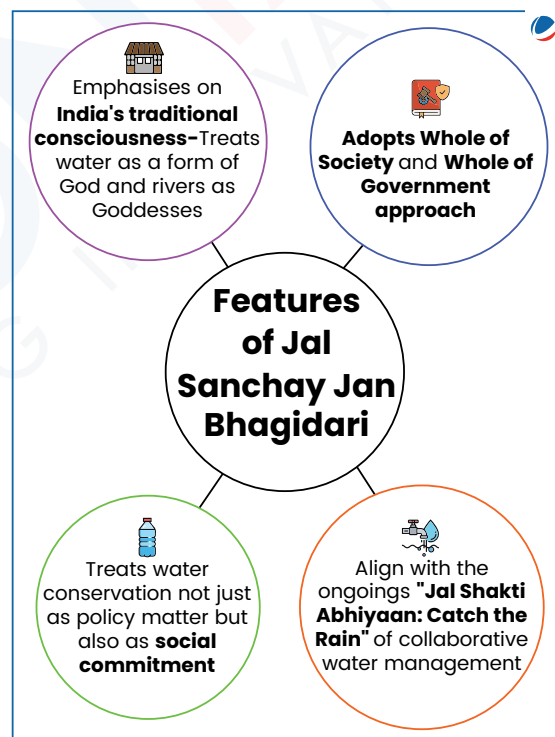 Emphasises on
India's traditional
consciousness-Treats
water as a form of
God and rivers as
Goddesses
Adopts Whole of
Society and Whole of
Government
approach
Features
of Jal
Sanchay Jan
Bhagidari
Treats water
conservation not just
as policy matter but
also as social
commitment
Align with the
ongoings "Jal Shakti
Abhiyaan: Catch the
Rain" of collaborative
water management